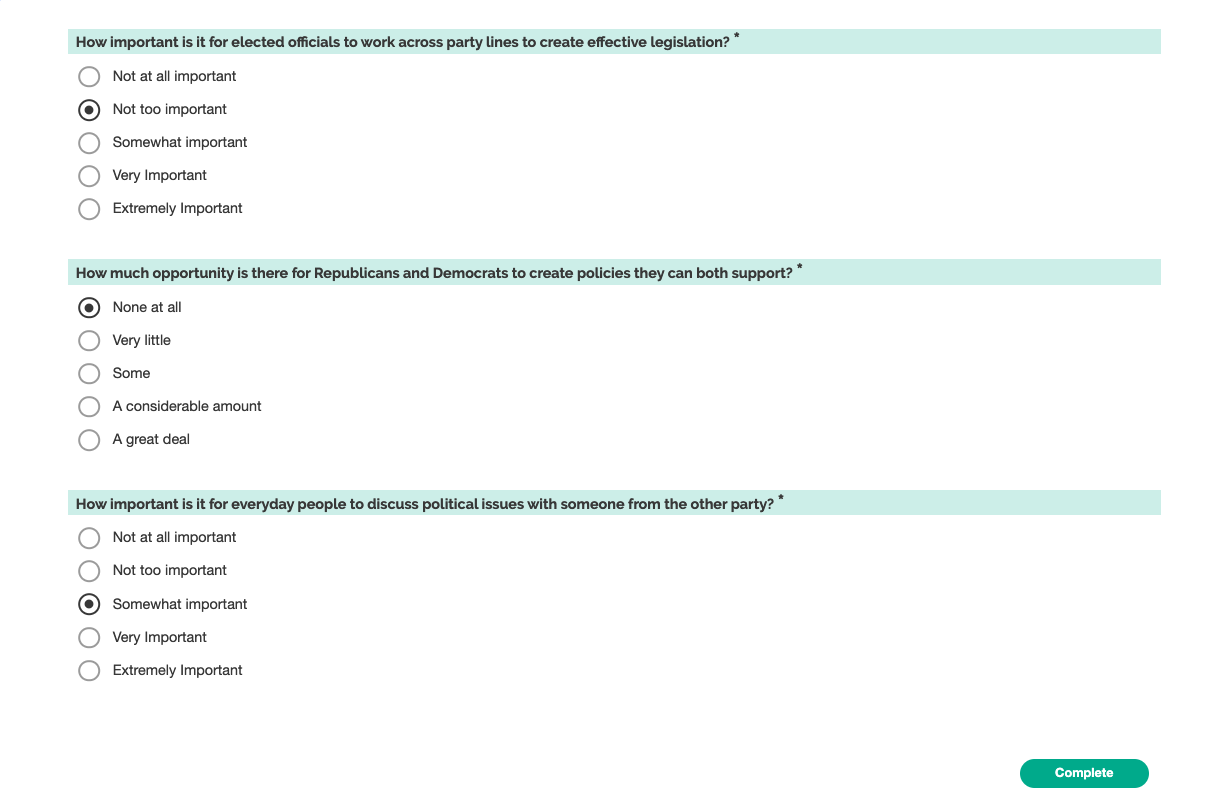 How important is it for elected officials to work across party lines to create effective legislation? *
Not at all important
Not too important
Somewhat important
Very Important
Extremely Important
How much opportunity is there for Republicans and Democrats to create policies they can both support? *
None at all
Very little
Some
A considerable amount
A great deal
How important is it for everyday people to discuss political issues with someone from the other party? *
Not at all important
Not too important
Somewhat important
Very Important
Extremely Important
Complete